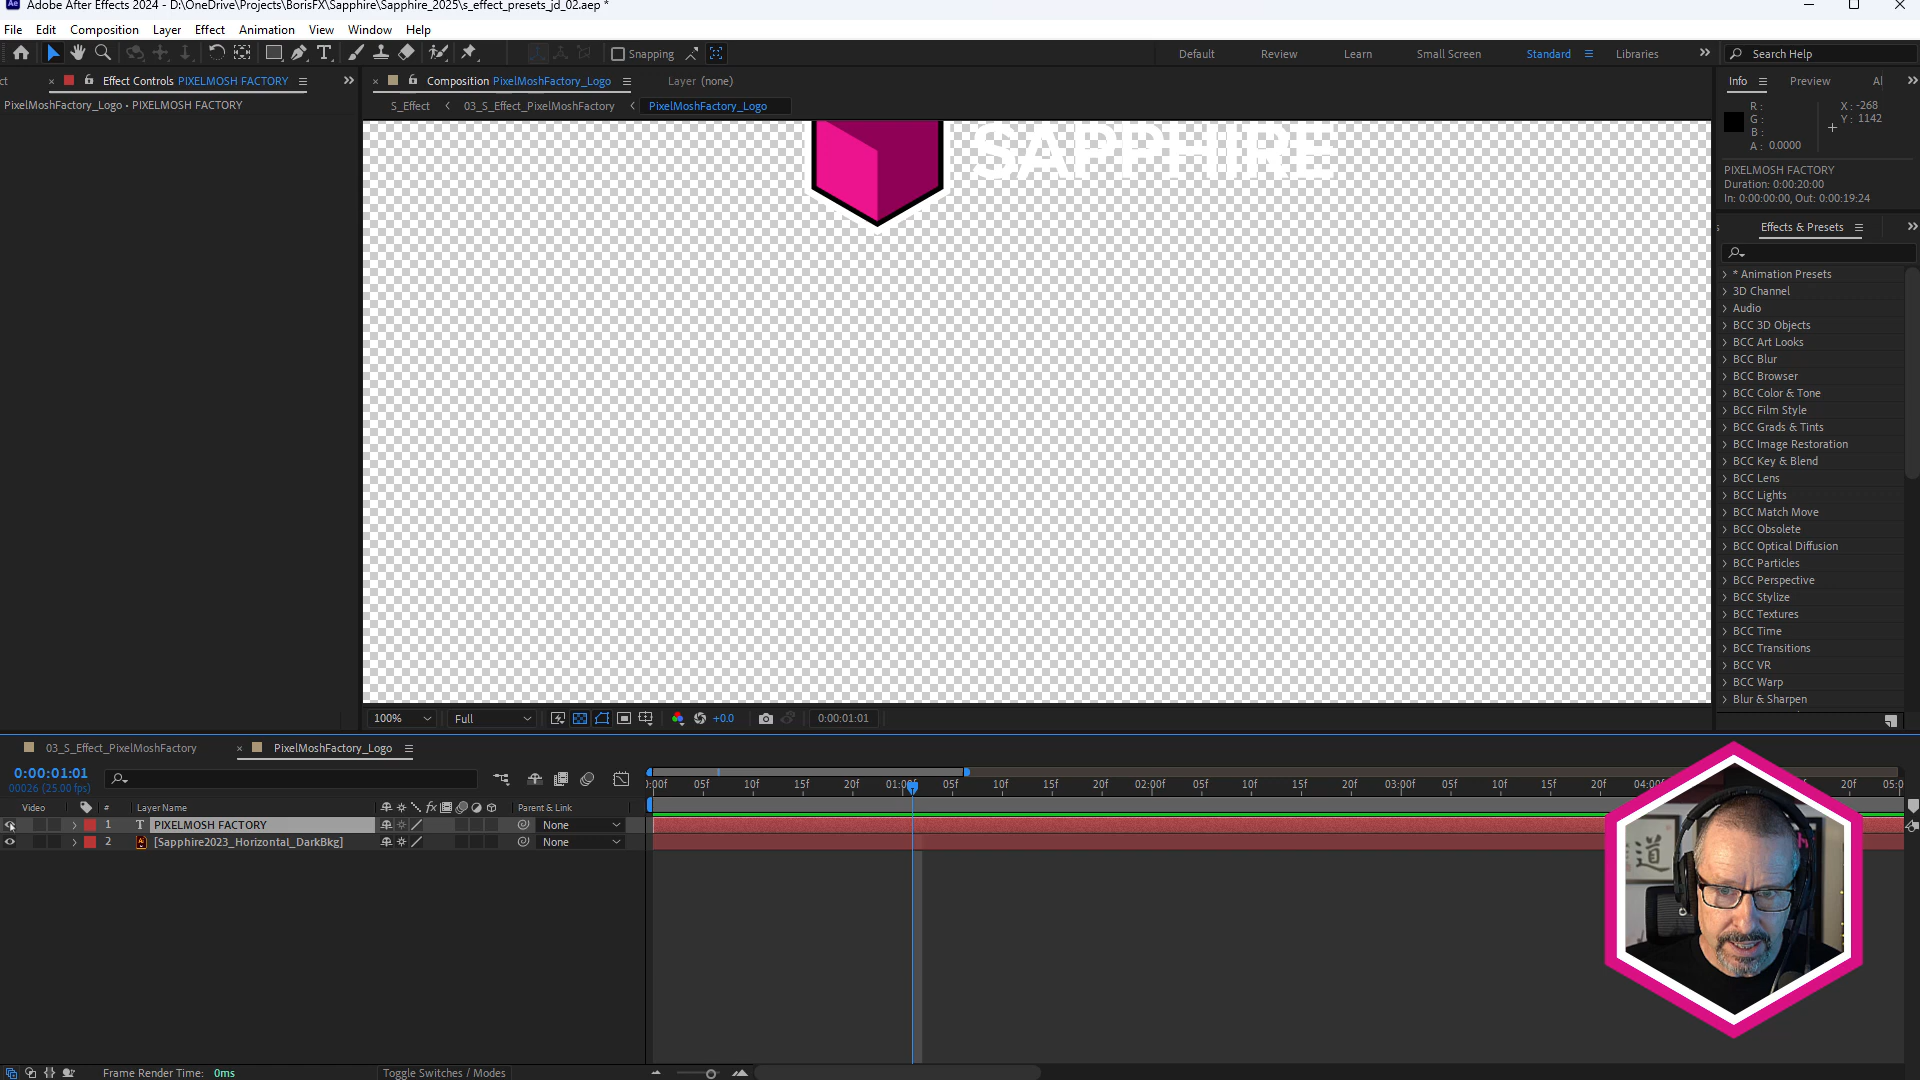 Adobe After Effects 2024 - D:\OneDrive\Projects\BorisFX\Sapphire\Sapphire_2025\s_effect_presets_jd_02.aep *
File Edit Composition Layer Effect Animation View Window Help
Snapping
Default Review Learn Small Screen Standard Libraries
Search Help
Effect Controls PIXELMOSH FACTORY
PixelMoshFactory_Logo • PIXELMOSH FACTORY
Composition PixelMoshFactory_Logo
Layer (none)
S_Effect 03_S_Effect_PixelMoshFactory PixelMoshFactory_Logo
SAPPHIRE
Info Preview
R :
G :
B :
A : 0.0000
X : -268
Y : 1142
PIXELMOSH FACTORY
Duration: 0:00:20:00
In: 0:00:00:00, Out: 0:00:19:24
Effects & Presets
* Animation Presets
3D Channel
Audio
BCC 3D Objects
BCC Art Looks
BCC Blur
BCC Browser
BCC Color & Tone
BCC Film Style
BCC Grads & Tints
BCC Image Restoration
BCC Key & Blend
BCC Lens
BCC Lights
BCC Match Move
BCC Obsolete
BCC Optical Diffusion
BCC Particles
BCC Perspective
BCC Stylize
BCC Textures
BCC Time
BCC Transitions
BCC VR
BCC Warp
Blur & Sharpen
100% Full +0.0 0:00:01:01
03_S_Effect_PixelMoshFactory PixelMoshFactory_Logo
0:00:01:01
00026 (25.00 fps)
:00f 05f 10f 15f 20f 01:00f 05f 10f 15f 20f 02:00f 05f 10f 15f 20f 03:00f 05f 10f 15f 20f 04:00f 20f 05:0
Video # Layer Name fx Parent & Link
1 T PIXELMOSH FACTORY None
2 Ai [Sapphire2023_Horizontal_DarkBkg] None
Frame Render Time: 0ms
Toggle Switches / Modes